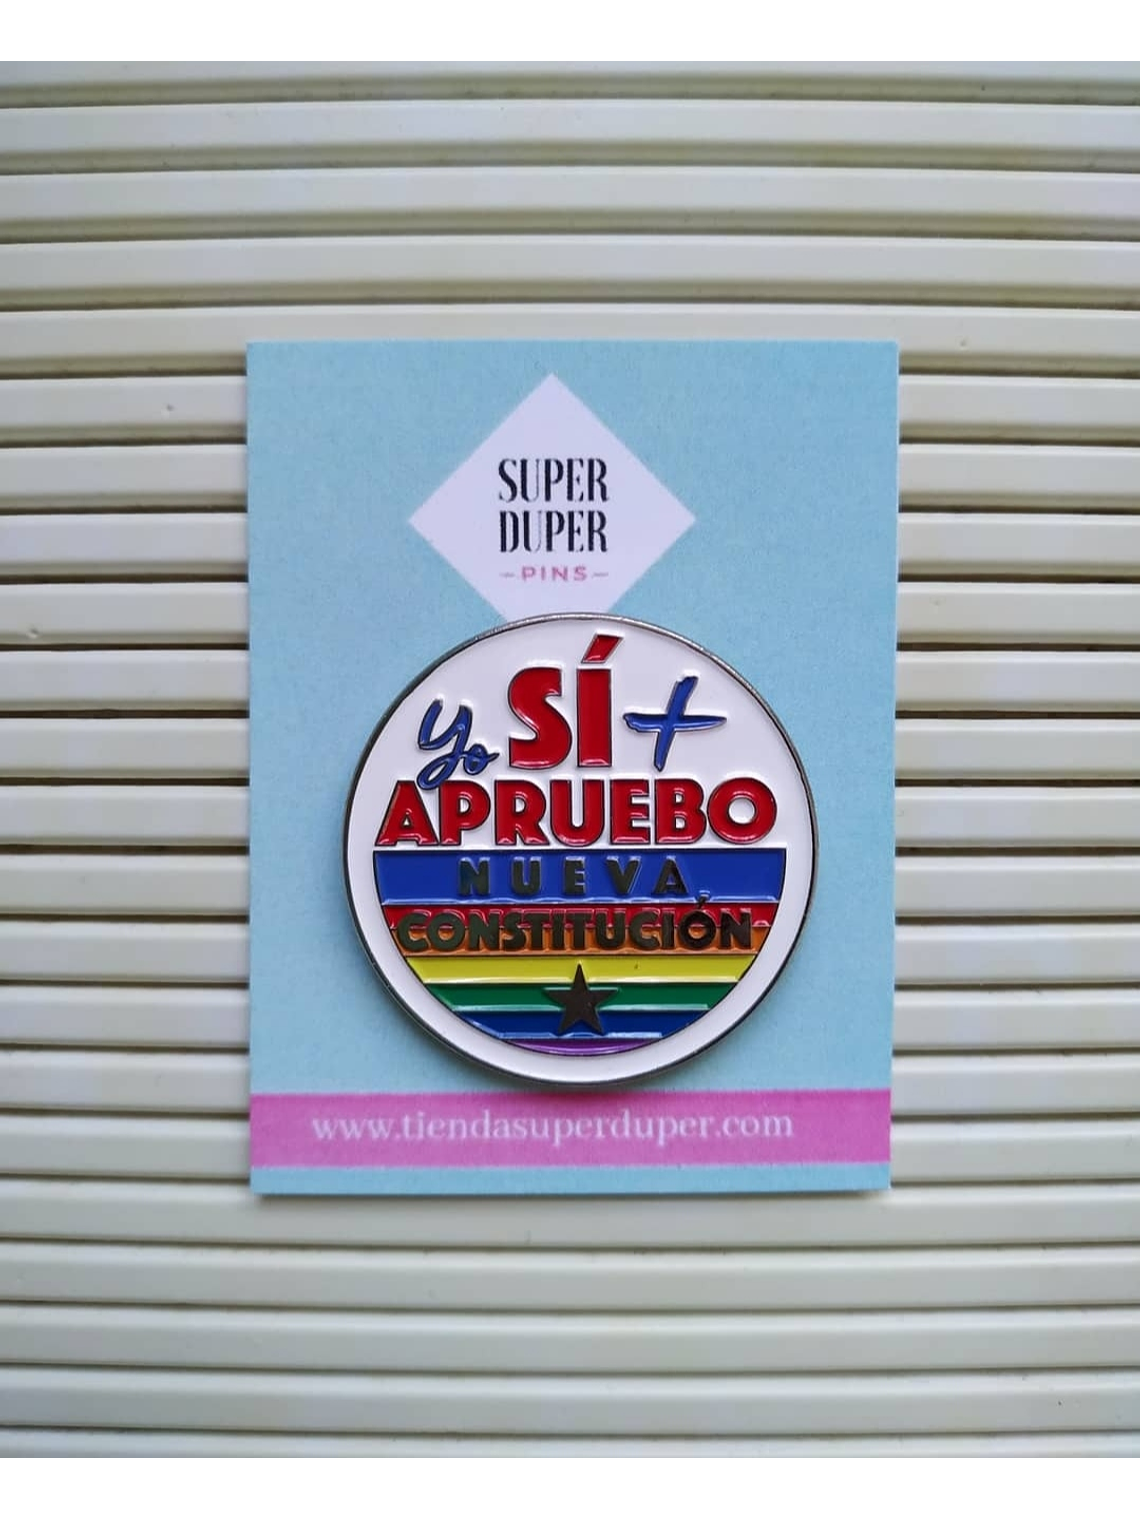 SUPER
DUPER
PINS
Yo SÍ +
APRUEBO
NUEVA
CONSTITUCIÓN
www.tiendasuperduper.com